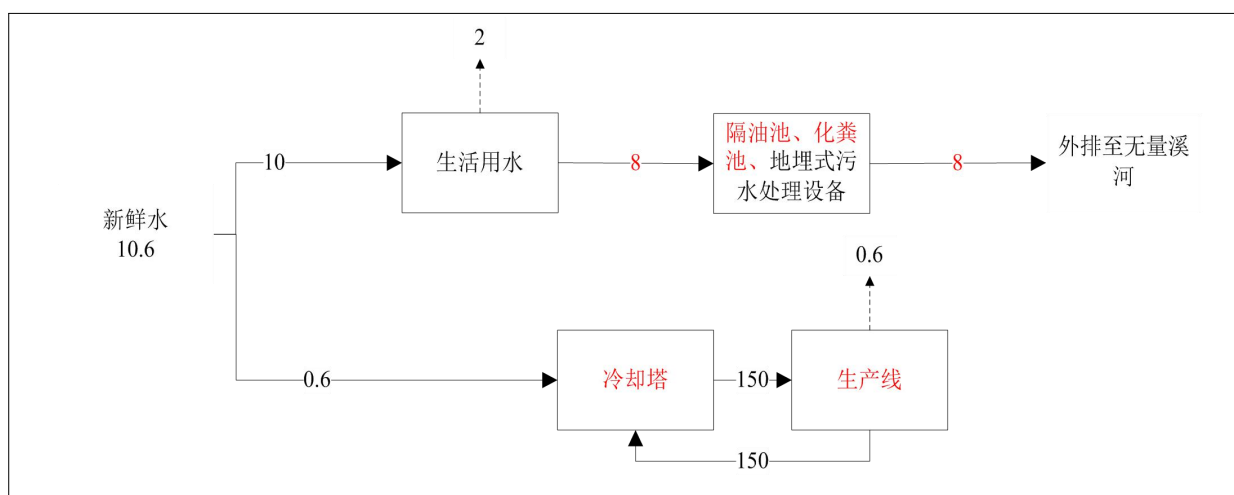 2
10
生活用水
8
隔油池、化粪
池、地埋式污
水处理设备
8
外排至无量溪
河
新鲜水
10.6
0.6
0.6
冷却塔
150
生产线
150